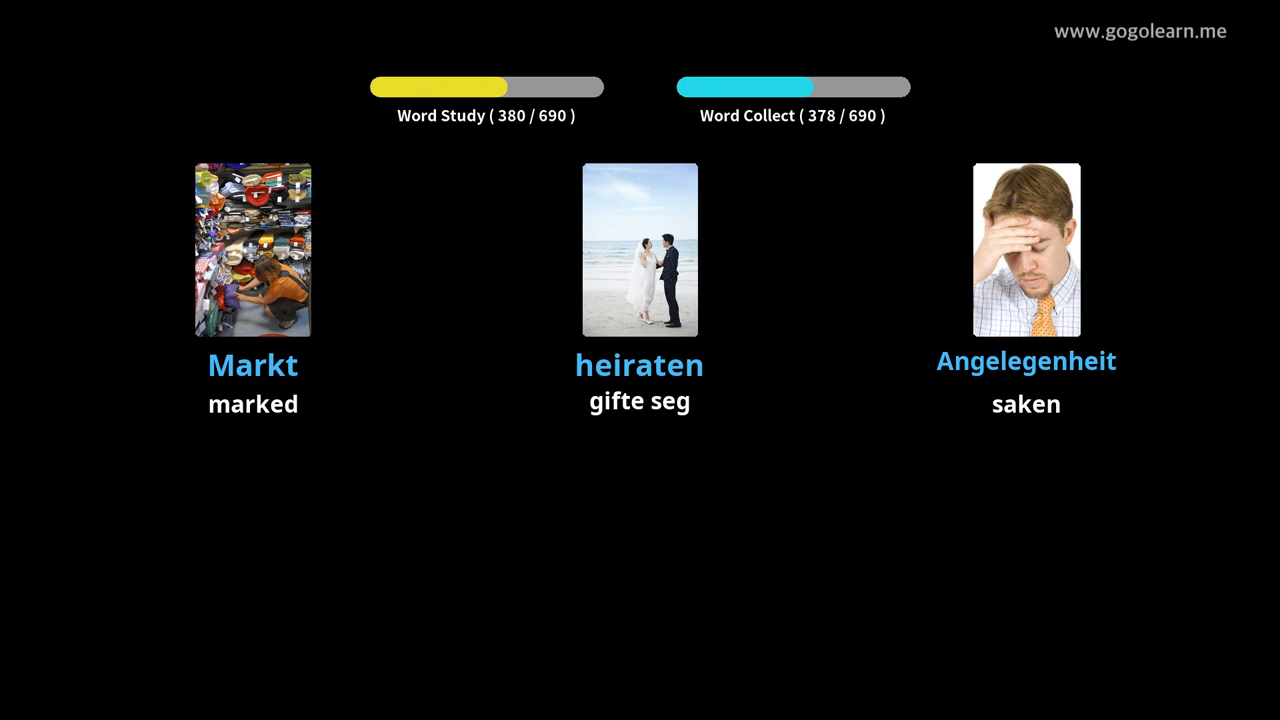 www.gogolearn.me
Word Study ( 380 / 690 )
Word Collect ( 378 / 690 )
Markt
marked
heiraten
gifte seg
Angelegenheit
saken